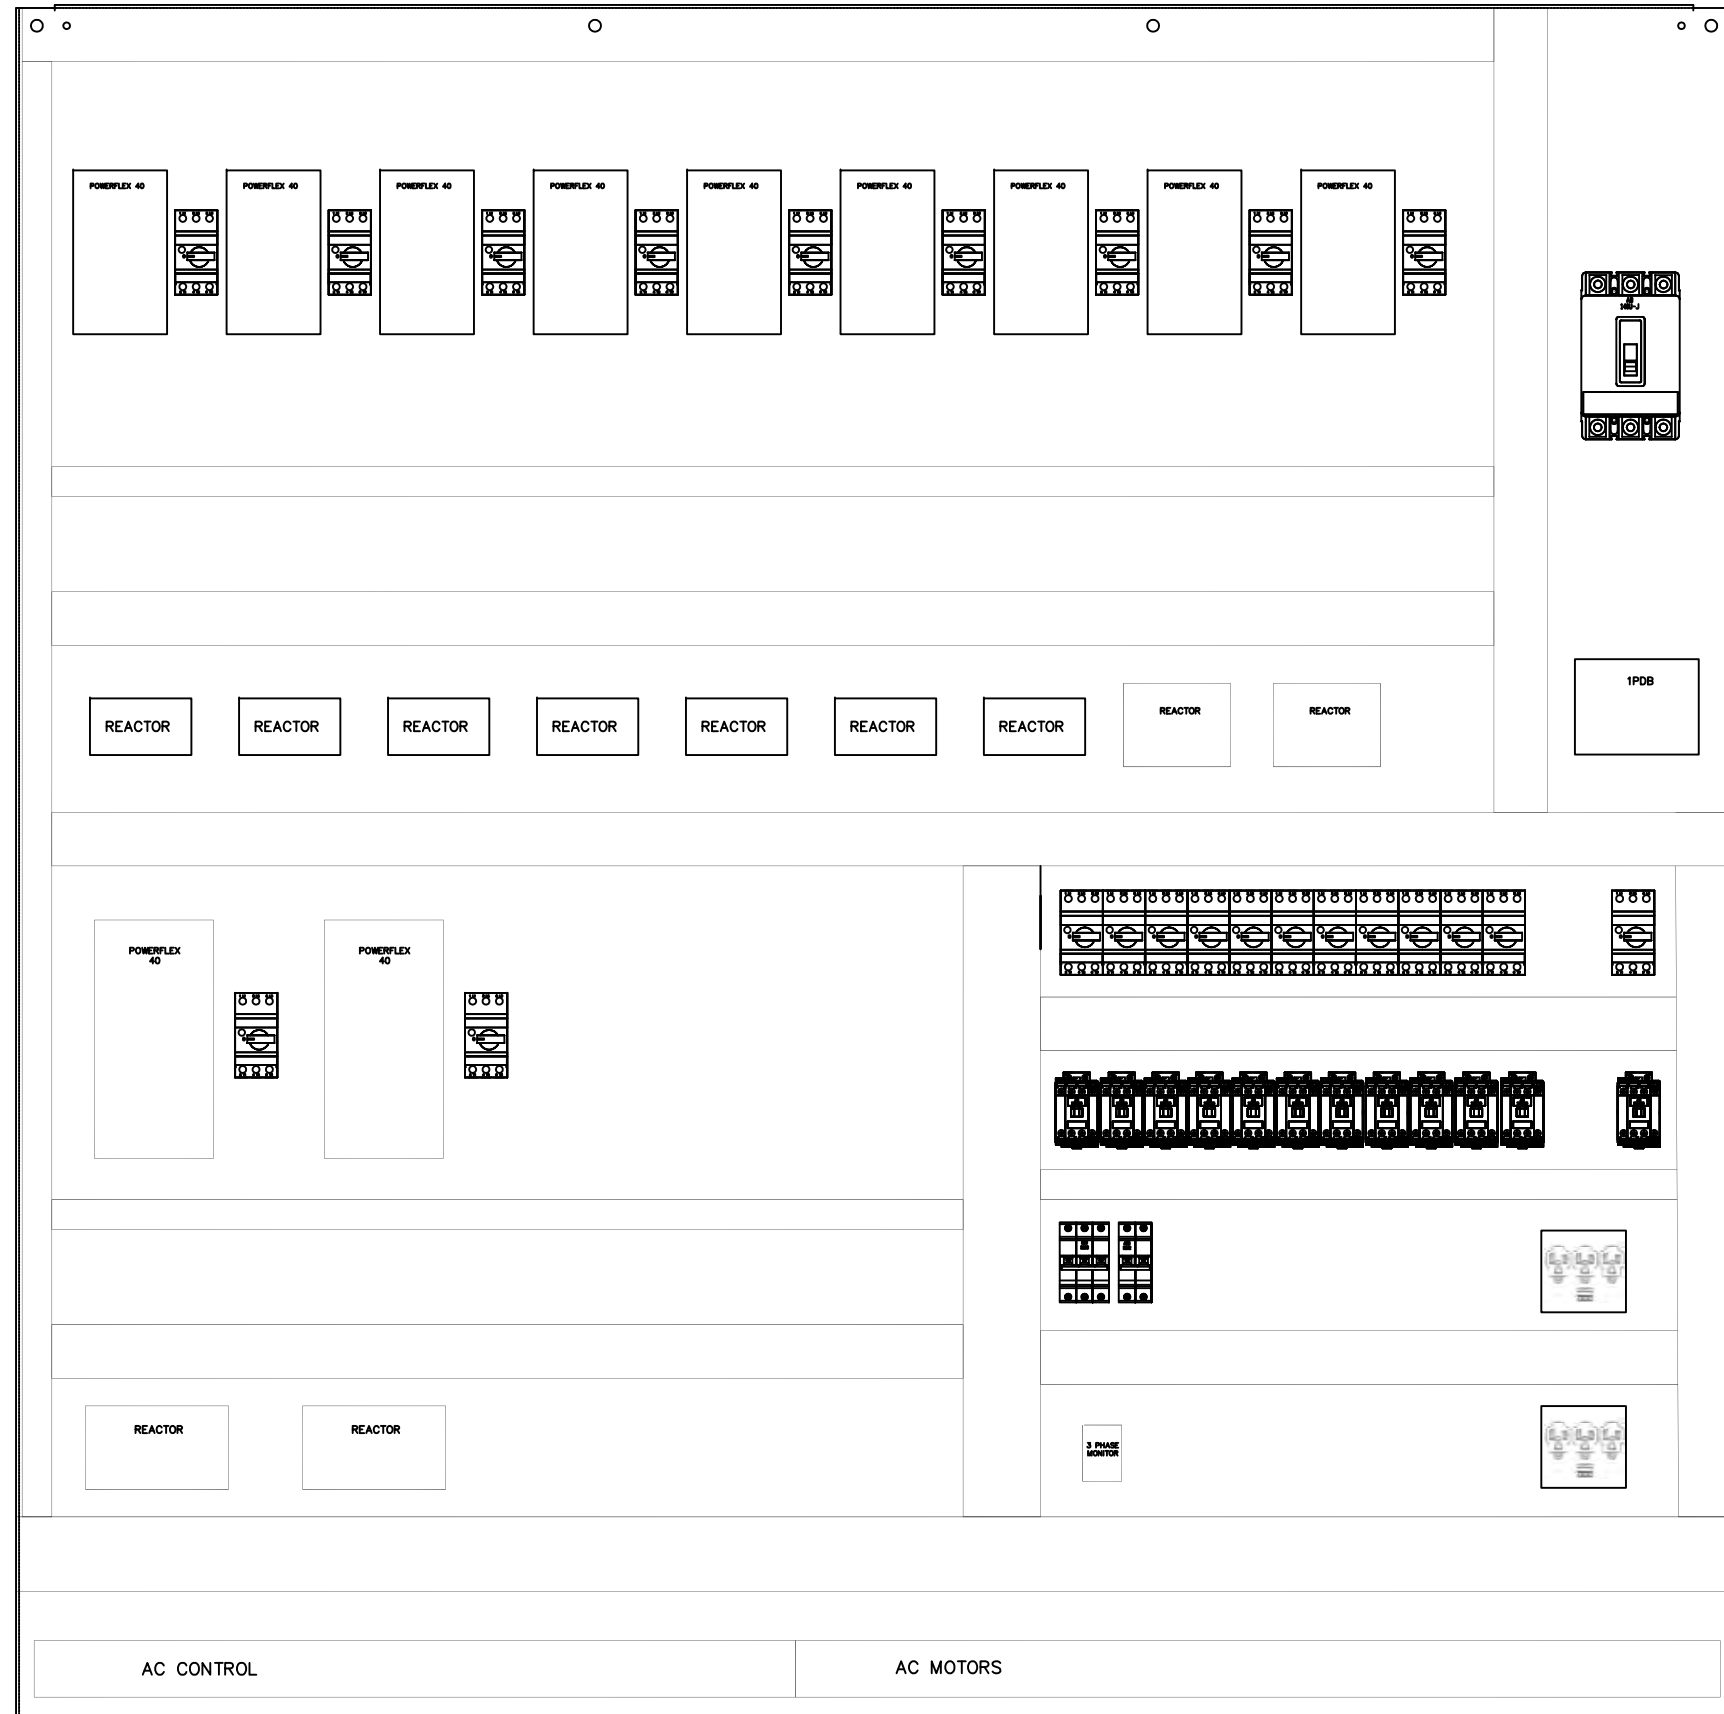 POWERFLEX 40 POWERFLEX 40 POWERFLEX 40 POWERFLEX 40 POWERFLEX 40 POWERFLEX 40 POWERFLEX 40 POWERFLEX 40 POWERFLEX 40
AB
REACTOR REACTOR REACTOR REACTOR REACTOR REACTOR REACTOR REACTOR REACTOR
1PDB
POWERFLEX
40
POWERFLEX
40
REACTOR REACTOR
3 PHASE
MONITOR
AC CONTROL AC MOTORS